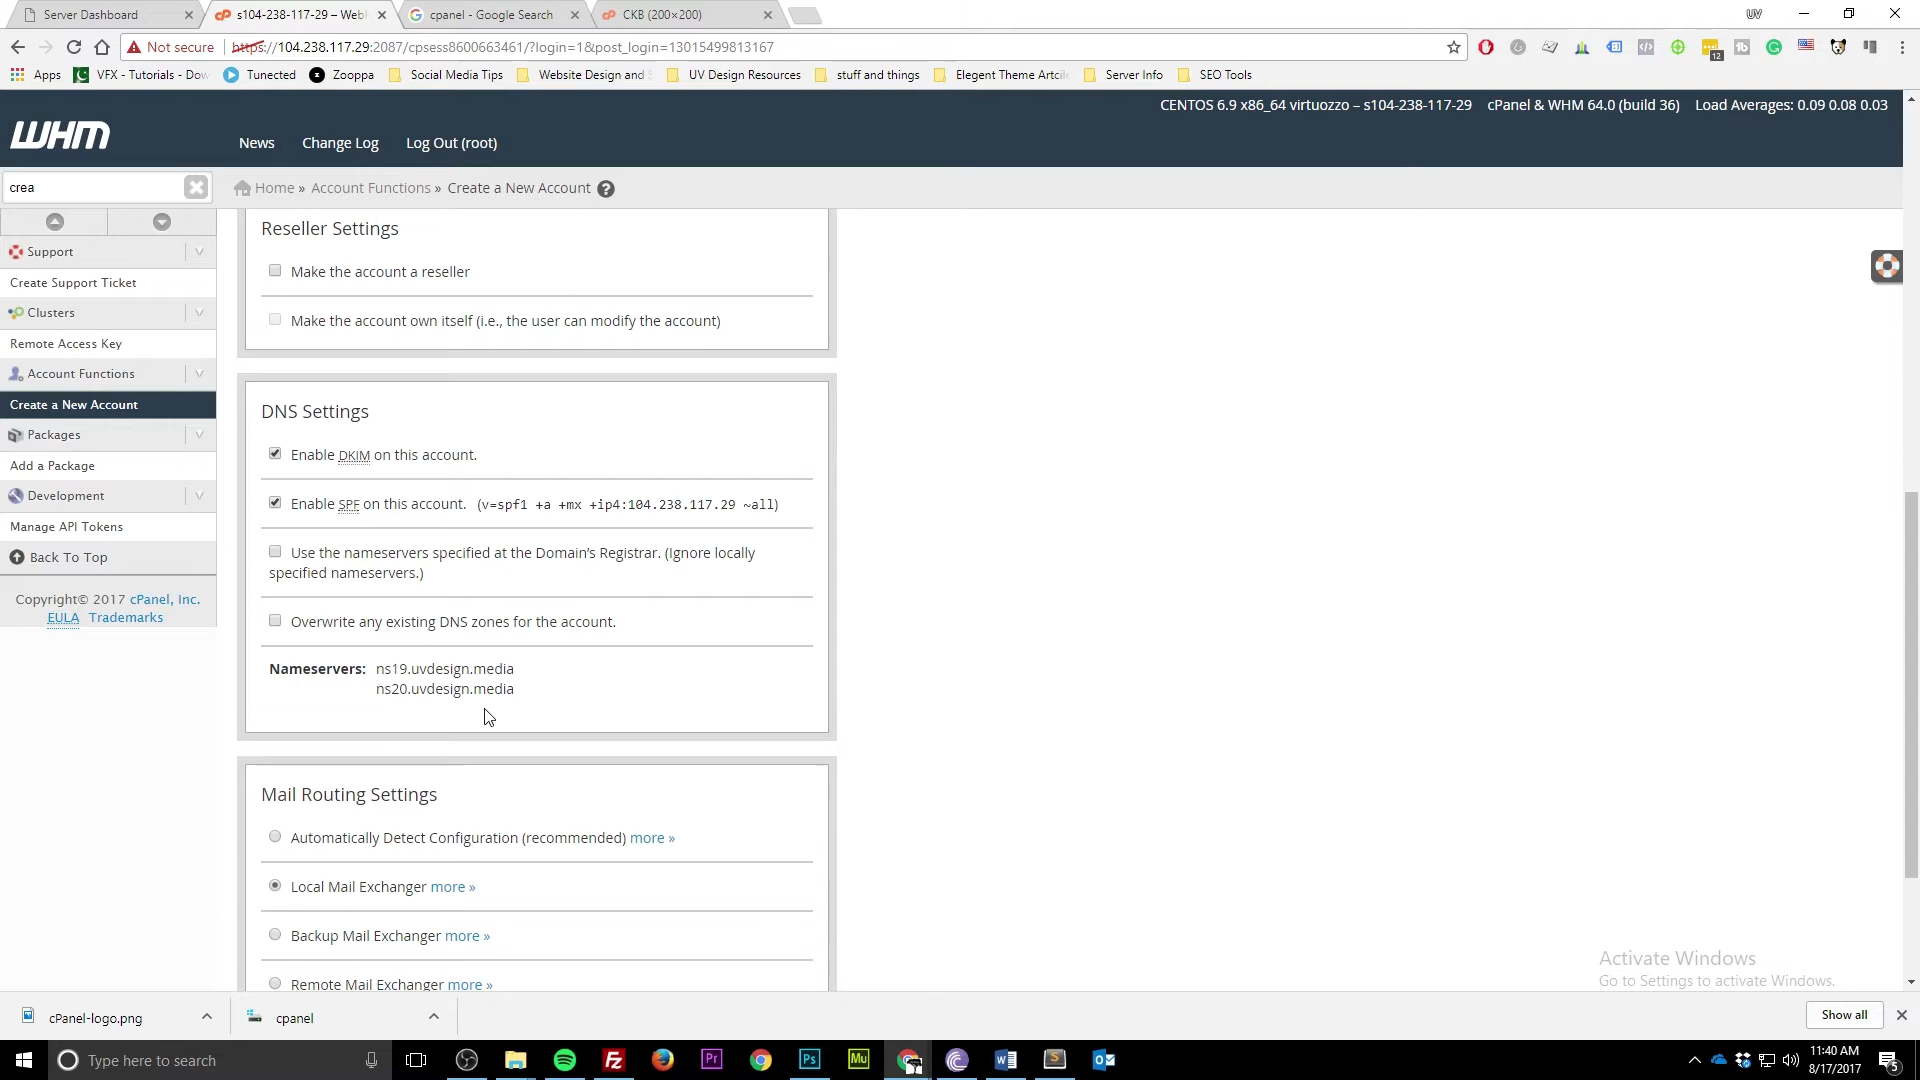 Server Dashboard
s104-238-117-29 – WebH
cpanel - Google Search
CKB (200×200)
UV
Not secure
https://104.238.117.29:2087/cpsess8600663461/?login=1&post_login=13015499813167
12
Apps
VFX - Tutorials - Dow
Tunected
Zooppa
Social Media Tips
Website Design and S
UV Design Resources
stuff and things
Elegent Theme Artcile
Server Info
SEO Tools
CENTOS 6.9 x86_64 virtuozzo – s104-238-117-29
cPanel & WHM 64.0 (build 36)
Load Averages: 0.09 0.08 0.03
WHM
News
Change Log
Log Out (root)
crea
Home » Account Functions » Create a New Account
Support
Create Support Ticket
Clusters
Remote Access Key
Account Functions
Create a New Account
Packages
Add a Package
Development
Manage API Tokens
Back To Top
Copyright© 2017 cPanel, Inc.
EULA Trademarks
Reseller Settings
Make the account a reseller
Make the account own itself (i.e., the user can modify the account)
DNS Settings
Enable DKIM on this account.
Enable SPF on this account. (v=spf1 +a +mx +ip4:104.238.117.29 ~all)
Use the nameservers specified at the Domain’s Registrar. (Ignore locally
specified nameservers.)
Overwrite any existing DNS zones for the account.
Nameservers: ns19.uvdesign.media
ns20.uvdesign.media
Mail Routing Settings
Automatically Detect Configuration (recommended) more »
Local Mail Exchanger more »
Backup Mail Exchanger more »
Remote Mail Exchanger more »
Activate Windows
Go to Settings to activate Windows.
cPanel-logo.png
cpanel
Show all
Type here to search
Fz
Pr
Ps
Mu
11:40 AM
8/17/2017
5